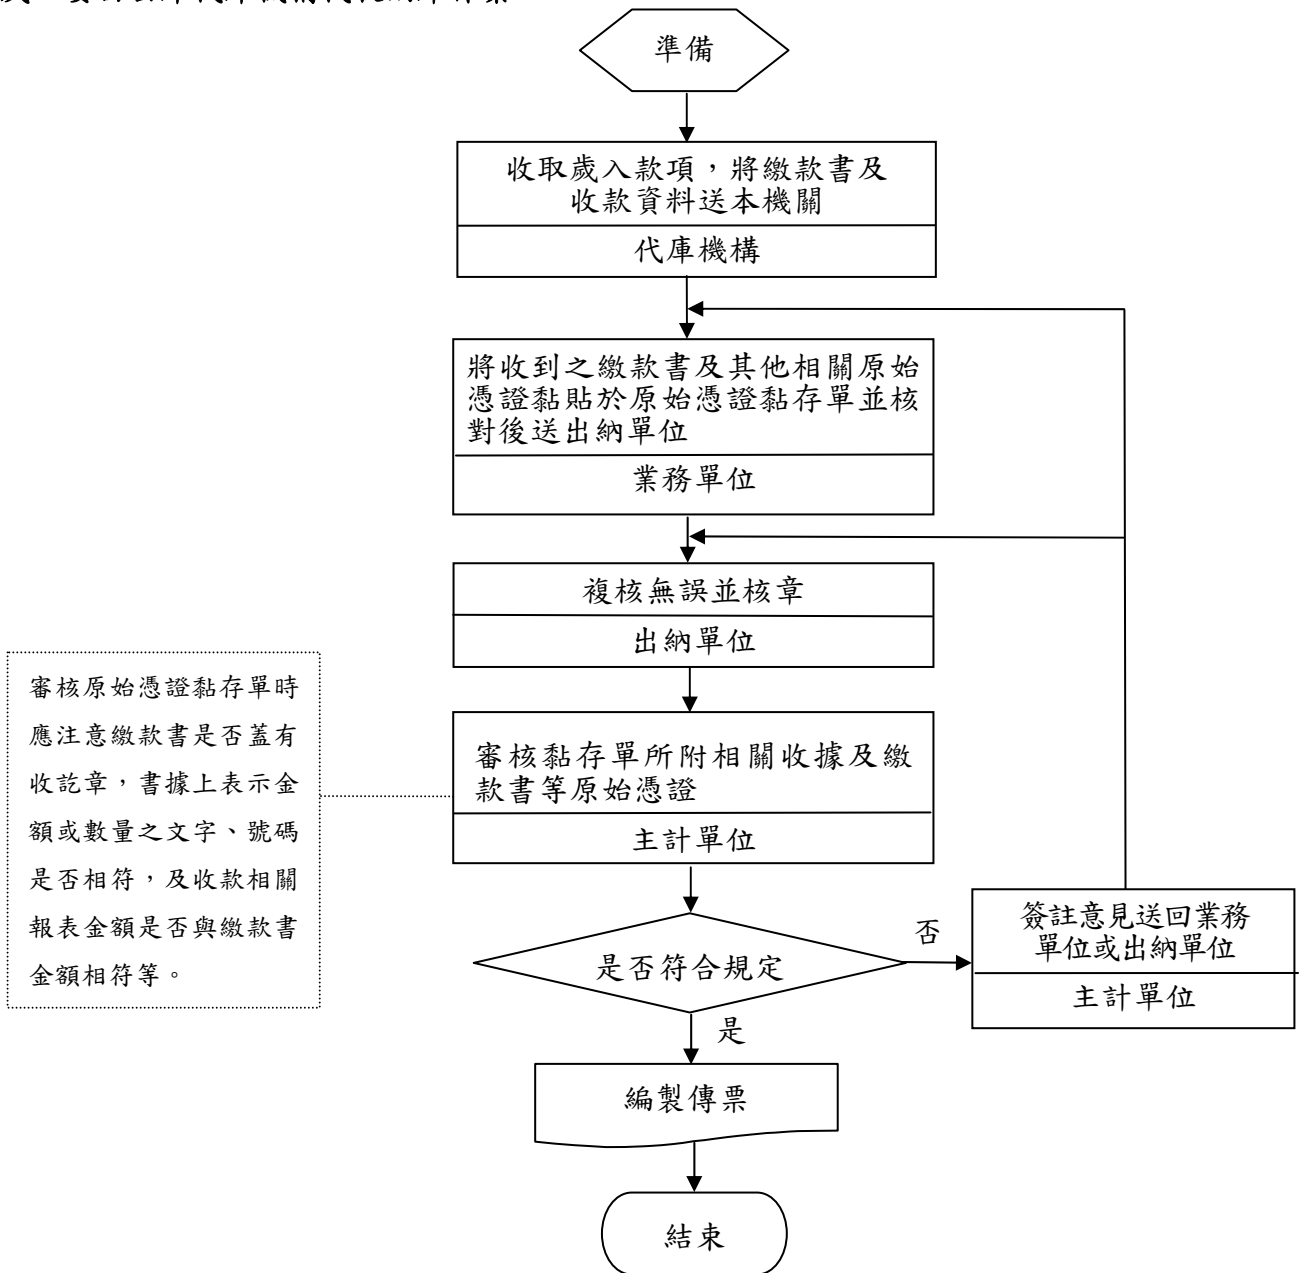 準備
收取歲入款項，將繳款書及
收款資料送本機關
代庫機構
將收到之繳款書及其他相關原始
憑證黏貼於原始憑證黏存單並核
對後送出納單位
業務單位
複核無誤並核章
出納單位
審核原始憑證黏存單時
應注意繳款書是否蓋有
收訖章，書據上表示金
額或數量之文字、號碼
是否相符，及收款相關
報表金額是否與繳款書
金額相符等。
審核黏存單所附相關收據及繳
款書等原始憑證
主計單位
是否符合規定
否
簽註意見送回業務
單位或出納單位
主計單位
是
編製傳票
結束